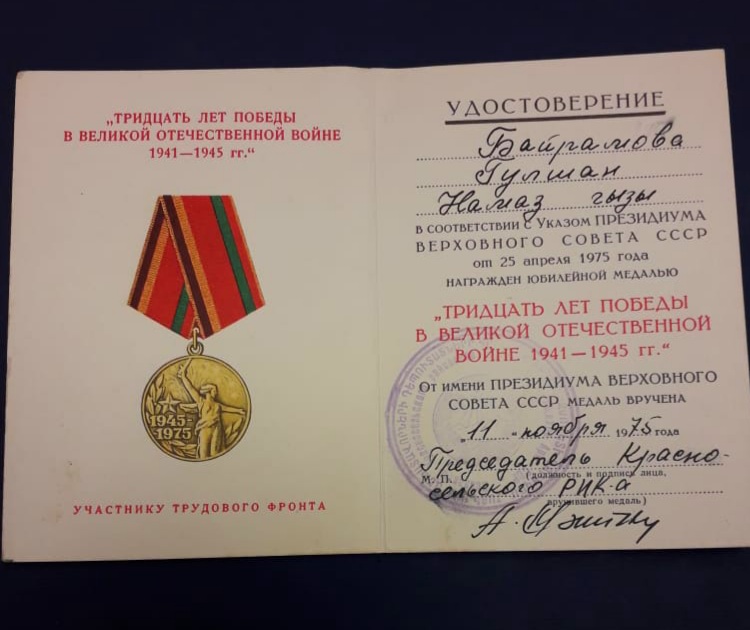 „ТРИДЦАТЬ ЛЕТ ПОБЕДЫ
В ВЕЛИКОЙ ОТЕЧЕСТВЕННОЙ ВОЙНЕ
1941—1945 гг.“
1945-
1975
УЧАСТНИКУ ТРУДОВОГО ФРОНТА
УДОСТОВЕРЕНИЕ
Байрамова
Гулшан
Намаз гызы
В СООТВЕТСТВИИ С УКАЗОМ ПРЕЗИДИУМА
ВЕРХОВНОГО СОВЕТА СССР
от 25 апреля 1975 года
НАГРАЖДЕН ЮБИЛЕЙНОЙ МЕДАЛЬЮ
„ТРИДЦАТЬ ЛЕТ ПОБЕДЫ
В ВЕЛИКОЙ ОТЕЧЕСТВЕННОЙ
ВОЙНЕ 1941—1945 гг.“
ОТ ИМЕНИ ПРЕЗИДИУМА ВЕРХОВНОГО
СОВЕТА СССР МЕДАЛЬ ВРУЧЕНА
„11“ ноября 1975 года
Председатель Красно-
М. П. (должность и подпись лица,
сельского РИК-а
вручившего медаль)